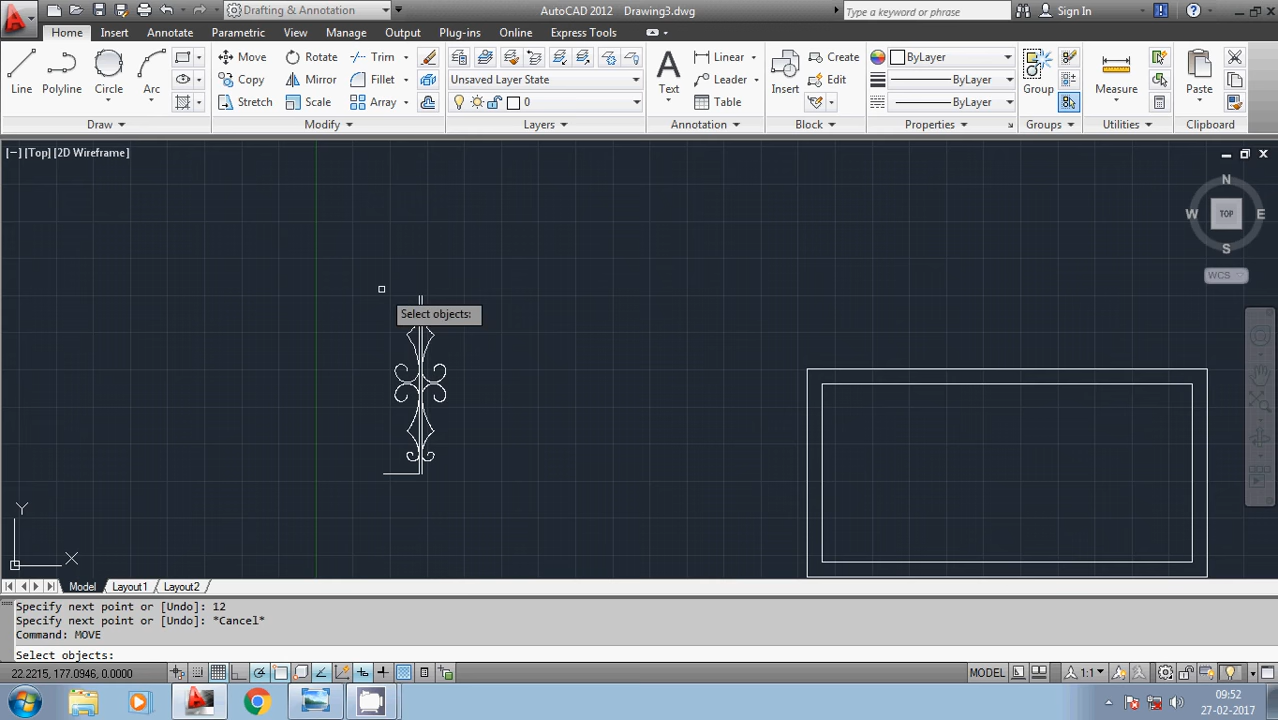 Drafting & Annotation
AutoCAD 2012 Drawing3.dwg
Type a keyword or phrase
Sign In
Home Insert Annotate Parametric View Manage Output Plug-ins Online Express Tools
Line Polyline Circle Arc
Move Rotate Trim
Copy Mirror Fillet
Stretch Scale Array
Unsaved Layer State
0
Text
Linear
Leader
Table
Insert
Create
Edit
ByLayer
ByLayer
ByLayer
Group
Measure
Paste
Draw Modify Layers Annotation Block Properties Groups Utilities Clipboard
[−] [Top] [2D Wireframe]
N
W TOP E
S
WCS
Select objects:
Y
X
Model Layout1 Layout2
Specify next point or [Undo]: 12
Specify next point or [Undo]: *Cancel*
Command: MOVE
Select objects:
22.2215, 177.0946, 0.0000
MODEL
1:1
09:52
27-02-2017